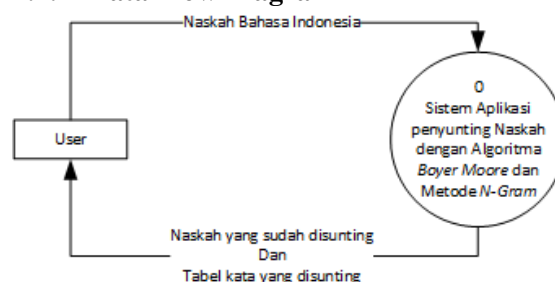 Naskah Bahasa Indonesia
User
0
Sistem Aplikasi
penyunting Naskah
dengan Algoritma
Boyer Moore dan
Metode N-Gram
Naskah yang sudah disunting
Dan
Tabel kata yang disunting